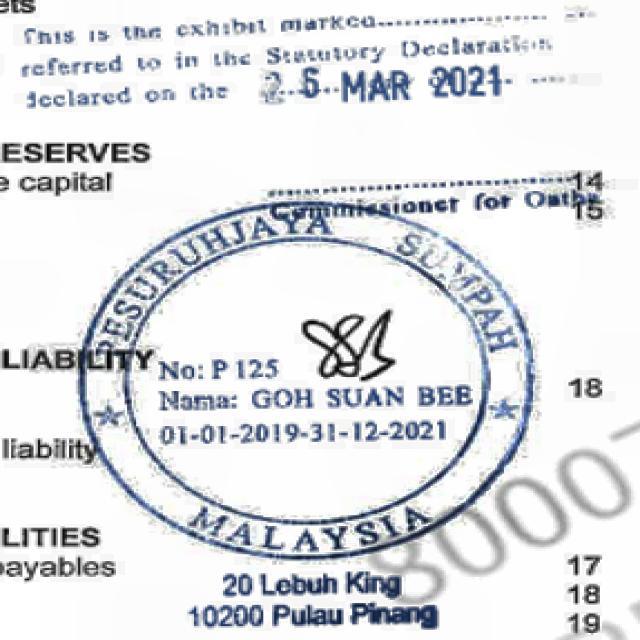 ets
This is the exhibit marked
referred to in the Statutory Declaration
declared on the 25 MAR 2021
ESERVES
e capital 14
Commissioner for Oaths
15
PESURUHJAYA SUMPAH
LIABILITY
No: P 125
18
Nama: GOH SUAN BEE
01-01-2019-31-12-2021
liability
MALAYSIA
8000
LITIES
payables 17
20 Lebuh King 18
10200 Pulau Pinang 19